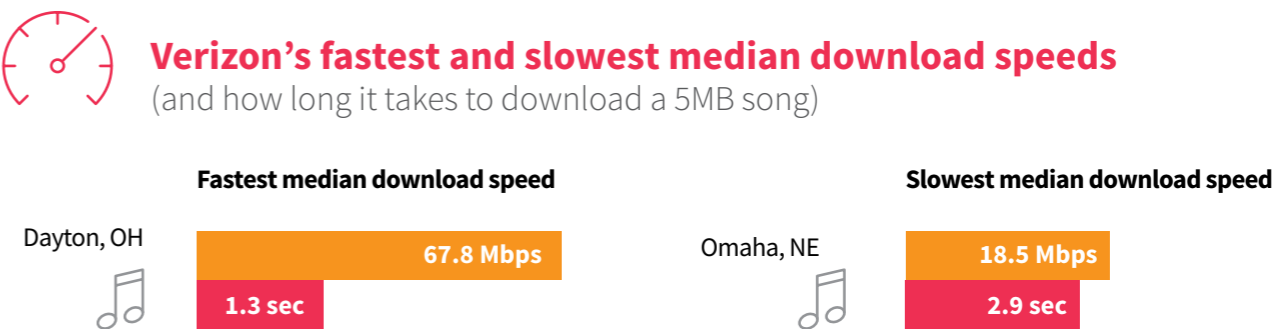 Verizon’s fastest and slowest median download speeds
(and how long it takes to download a 5MB song)
Fastest median download speed
Dayton, OH
67.8 Mbps
1.3 sec
Slowest median download speed
Omaha, NE
18.5 Mbps
2.9 sec